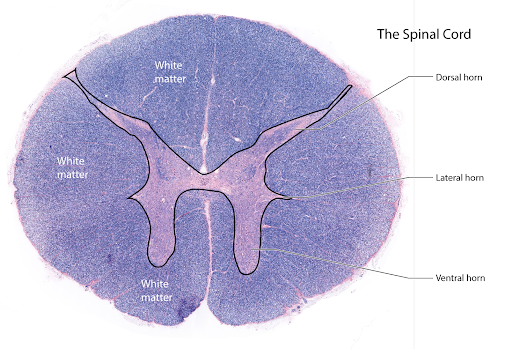 The Spinal Cord
White
matter
Dorsal horn
White
matter
Lateral horn
White
matter
Ventral horn